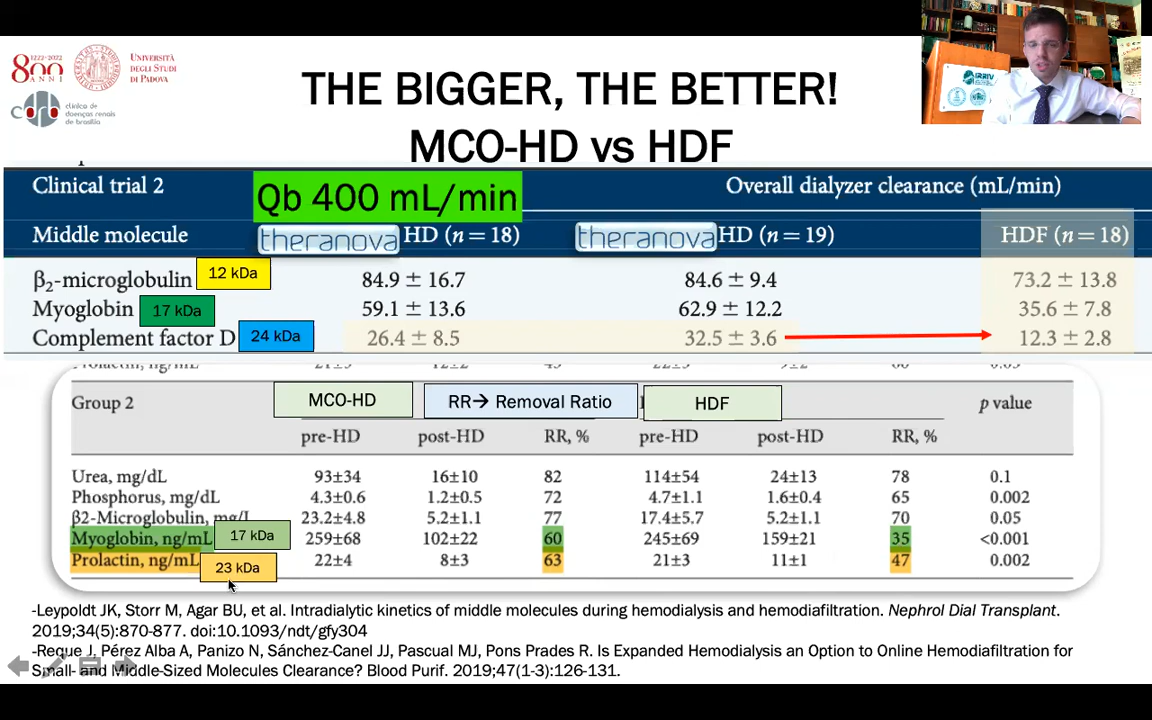 1222-2022
800
ANNI
UNIVERSITÀ
DEGLI STUDI
DI PADOVA
clínica de
doenças renais
de brasília
IRRIV
THE BIGGER, THE BETTER!
MCO-HD vs HDF
Clinical trial 2
Qb 400 mL/min
Overall dialyzer clearance (mL/min)
Middle molecule theranova HD (n = 18) theranova HD (n = 19) HDF (n = 18)
β2-microglobulin 12 kDa 84.9 ± 16.7 84.6 ± 9.4 73.2 ± 13.8
Myoglobin 17 kDa 59.1 ± 13.6 62.9 ± 12.2 35.6 ± 7.8
Complement factor D 24 kDa 26.4 ± 8.5 32.5 ± 3.6 12.3 ± 2.8
Group 2 MCO-HD RR→ Removal Ratio HDF p value
pre-HD post-HD RR, % pre-HD post-HD RR, %
Urea, mg/dL 93±34 16±10 82 114±54 24±13 78 0.1
Phosphorus, mg/dL 4.3±0.6 1.2±0.5 72 4.7±1.1 1.6±0.4 65 0.002
β2-Microglobulin, mg/L 23.2±4.8 5.2±1.1 77 17.4±5.7 5.2±1.1 70 0.05
Myoglobin, ng/mL 17 kDa 259±68 102±22 60 245±69 159±21 35 <0.001
Prolactin, ng/mL 23 kDa 22±4 8±3 63 21±3 11±1 47 0.002
-Leypoldt JK, Storr M, Agar BU, et al. Intradialytic kinetics of middle molecules during hemodialysis and hemodiafiltration. Nephrol Dial Transplant.
2019;34(5):870-877. doi:10.1093/ndt/gfy304
-Reque J, Pérez Alba A, Panizo N, Sánchez-Canel JJ, Pascual MJ, Pons Prades R. Is Expanded Hemodialysis an Option to Online Hemodiafiltration for
Small- and Middle-Sized Molecules Clearance? Blood Purif. 2019;47(1-3):126-131.